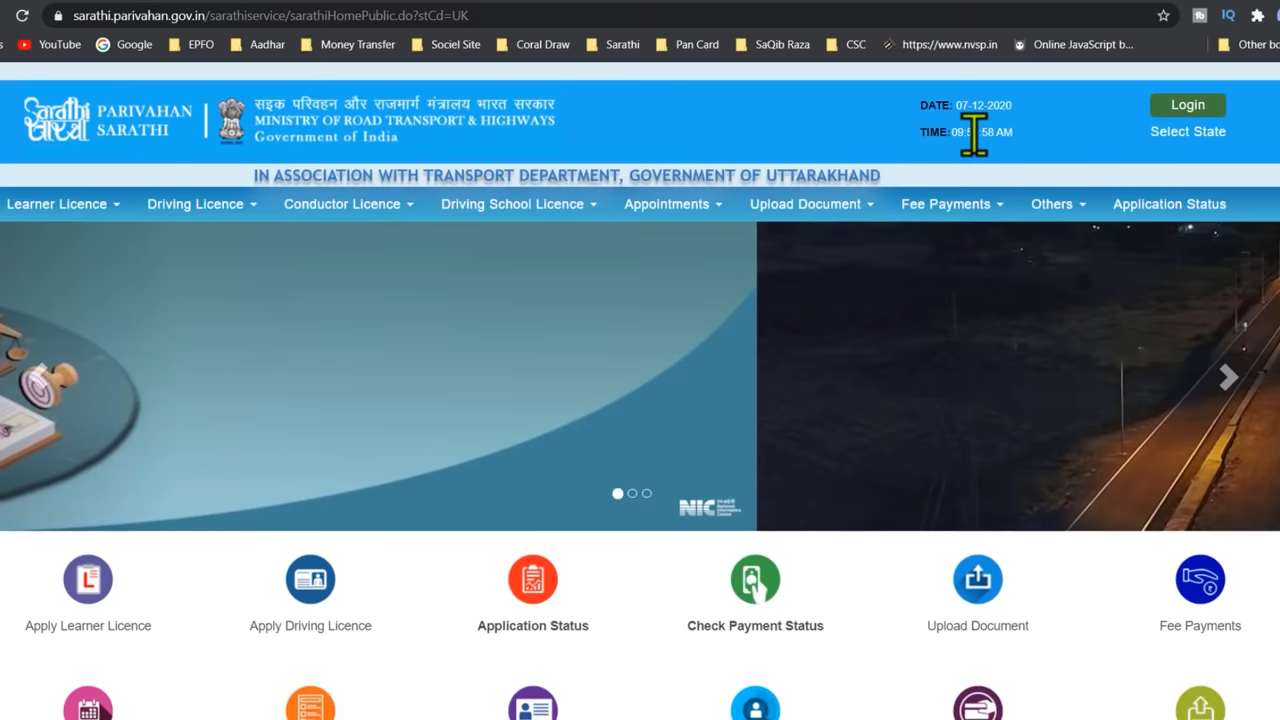 sarathi.parivahan.gov.in/sarathiservice/sarathiHomePublic.do?stCd=UK
YouTube Google EPFO Aadhar Money Transfer Sociel Site Coral Draw Sarathi Pan Card SaQib Raza CSC https://www.nvsp.in Online JavaScript b... Other bo
PARIVAHAN
SARATHI
सड़क परिवहन और राजमार्ग मंत्रालय भारत सरकार
MINISTRY OF ROAD TRANSPORT & HIGHWAYS
Government of India
DATE: 07-12-2020
TIME:
58 AM
Login
Select State
IN ASSOCIATION WITH TRANSPORT DEPARTMENT, GOVERNMENT OF UTTARAKHAND
Learner Licence Driving Licence Conductor Licence Driving School Licence Appointments Upload Document Fee Payments Others Application Status
NIC
Apply Learner Licence Apply Driving Licence Application Status Check Payment Status Upload Document Fee Payments